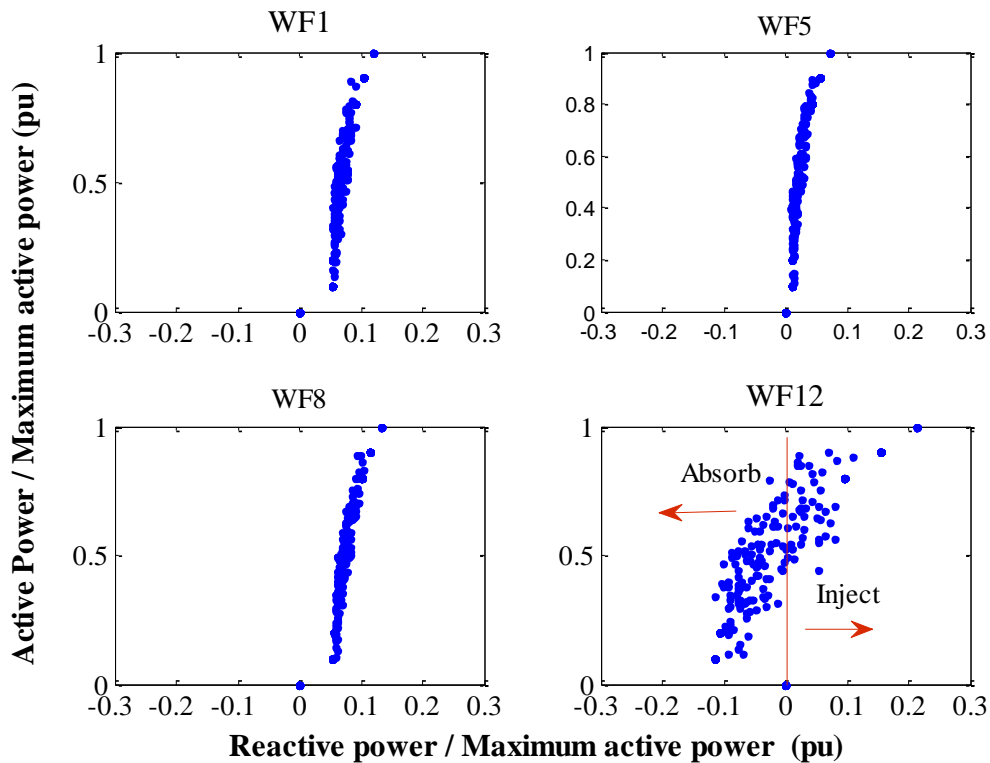 WF1
WF5
Active Power / Maximum active power (pu)
1
0.5
0
-0.3 -0.2 -0.1 0 0.1 0.2 0.3
1
0.8
0.6
0.4
0.2
0
-0.3 -0.2 -0.1 0 0.1 0.2 0.3
WF8
WF12
1
0.5
0
-0.3 -0.2 -0.1 0 0.1 0.2 0.3
1
Absorb
0.5
Inject
0
-0.3 -0.2 -0.1 0 0.1 0.2 0.3
Reactive power / Maximum active power (pu)